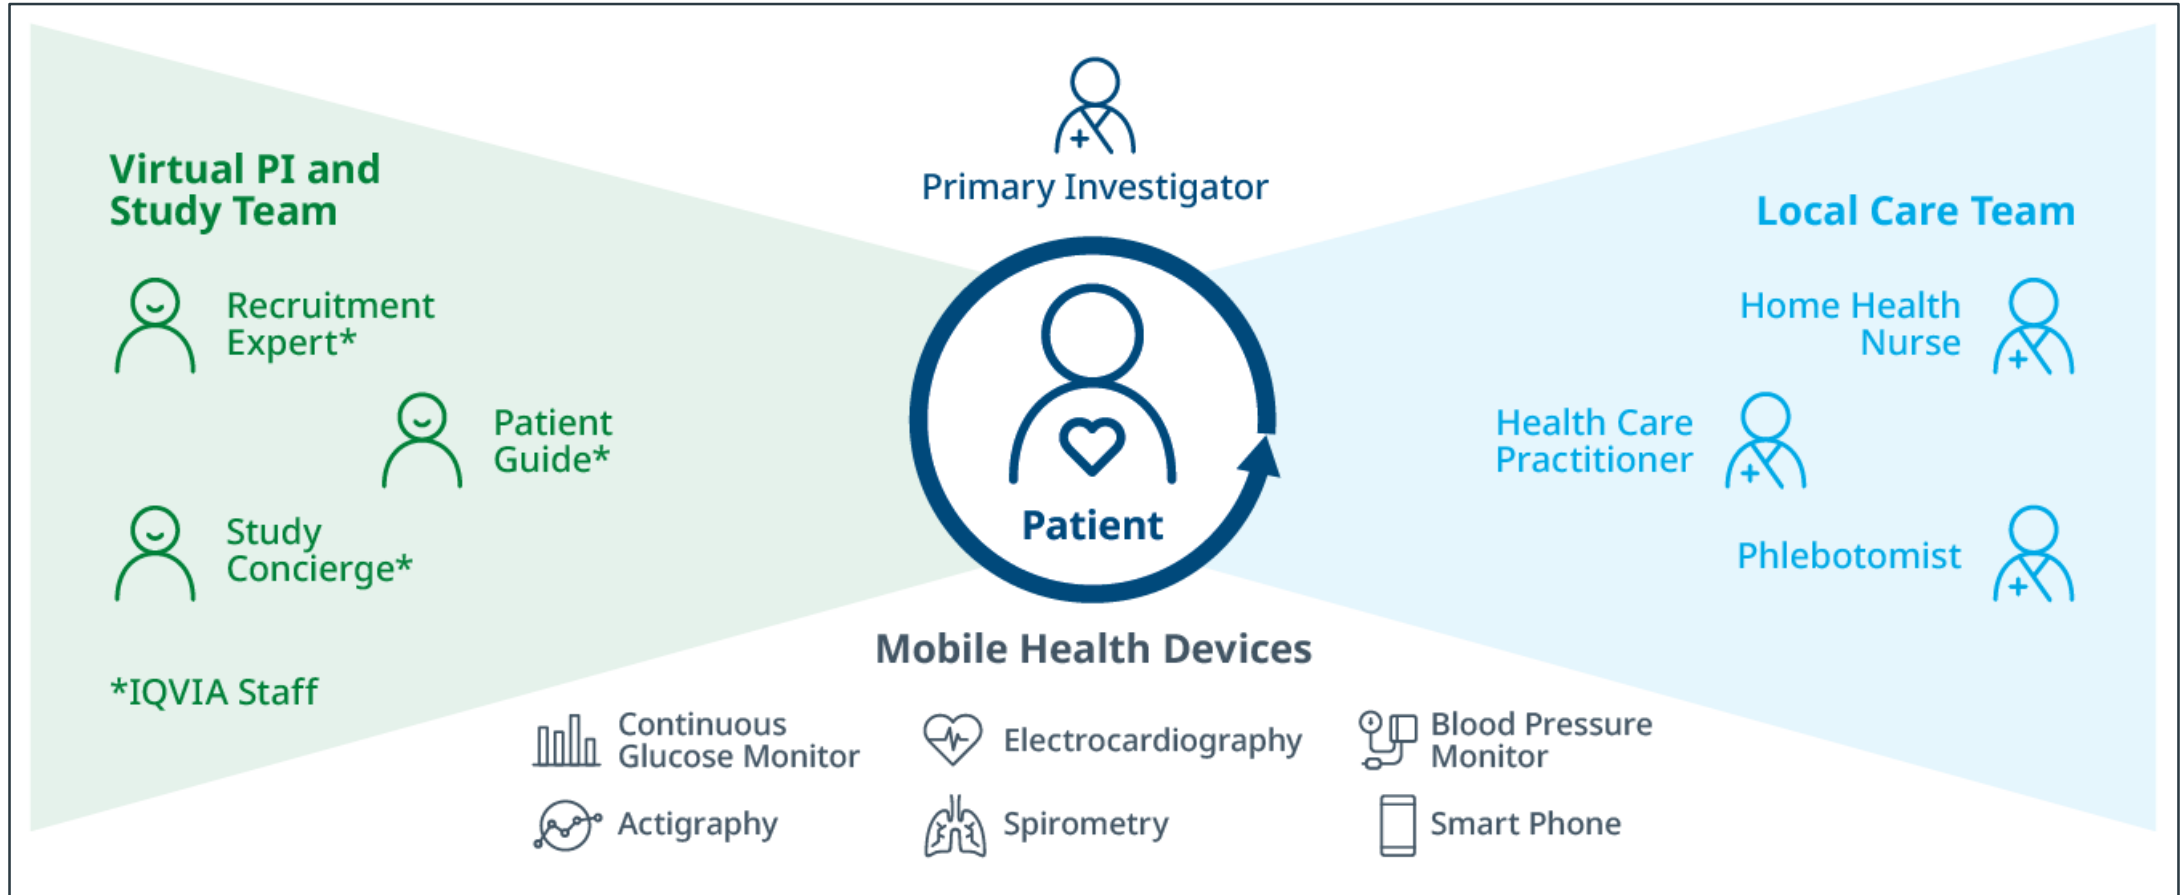 Primary Investigator
Virtual PI and
Study Team
Recruitment
Expert*
Patient
Guide*
Study
Concierge*
*IQVIA Staff
Patient
Local Care Team
Home Health
Nurse
Health Care
Practitioner
Phlebotomist
Mobile Health Devices
Continuous
Glucose Monitor
Electrocardiography
Blood Pressure
Monitor
Actigraphy
Spirometry
Smart Phone